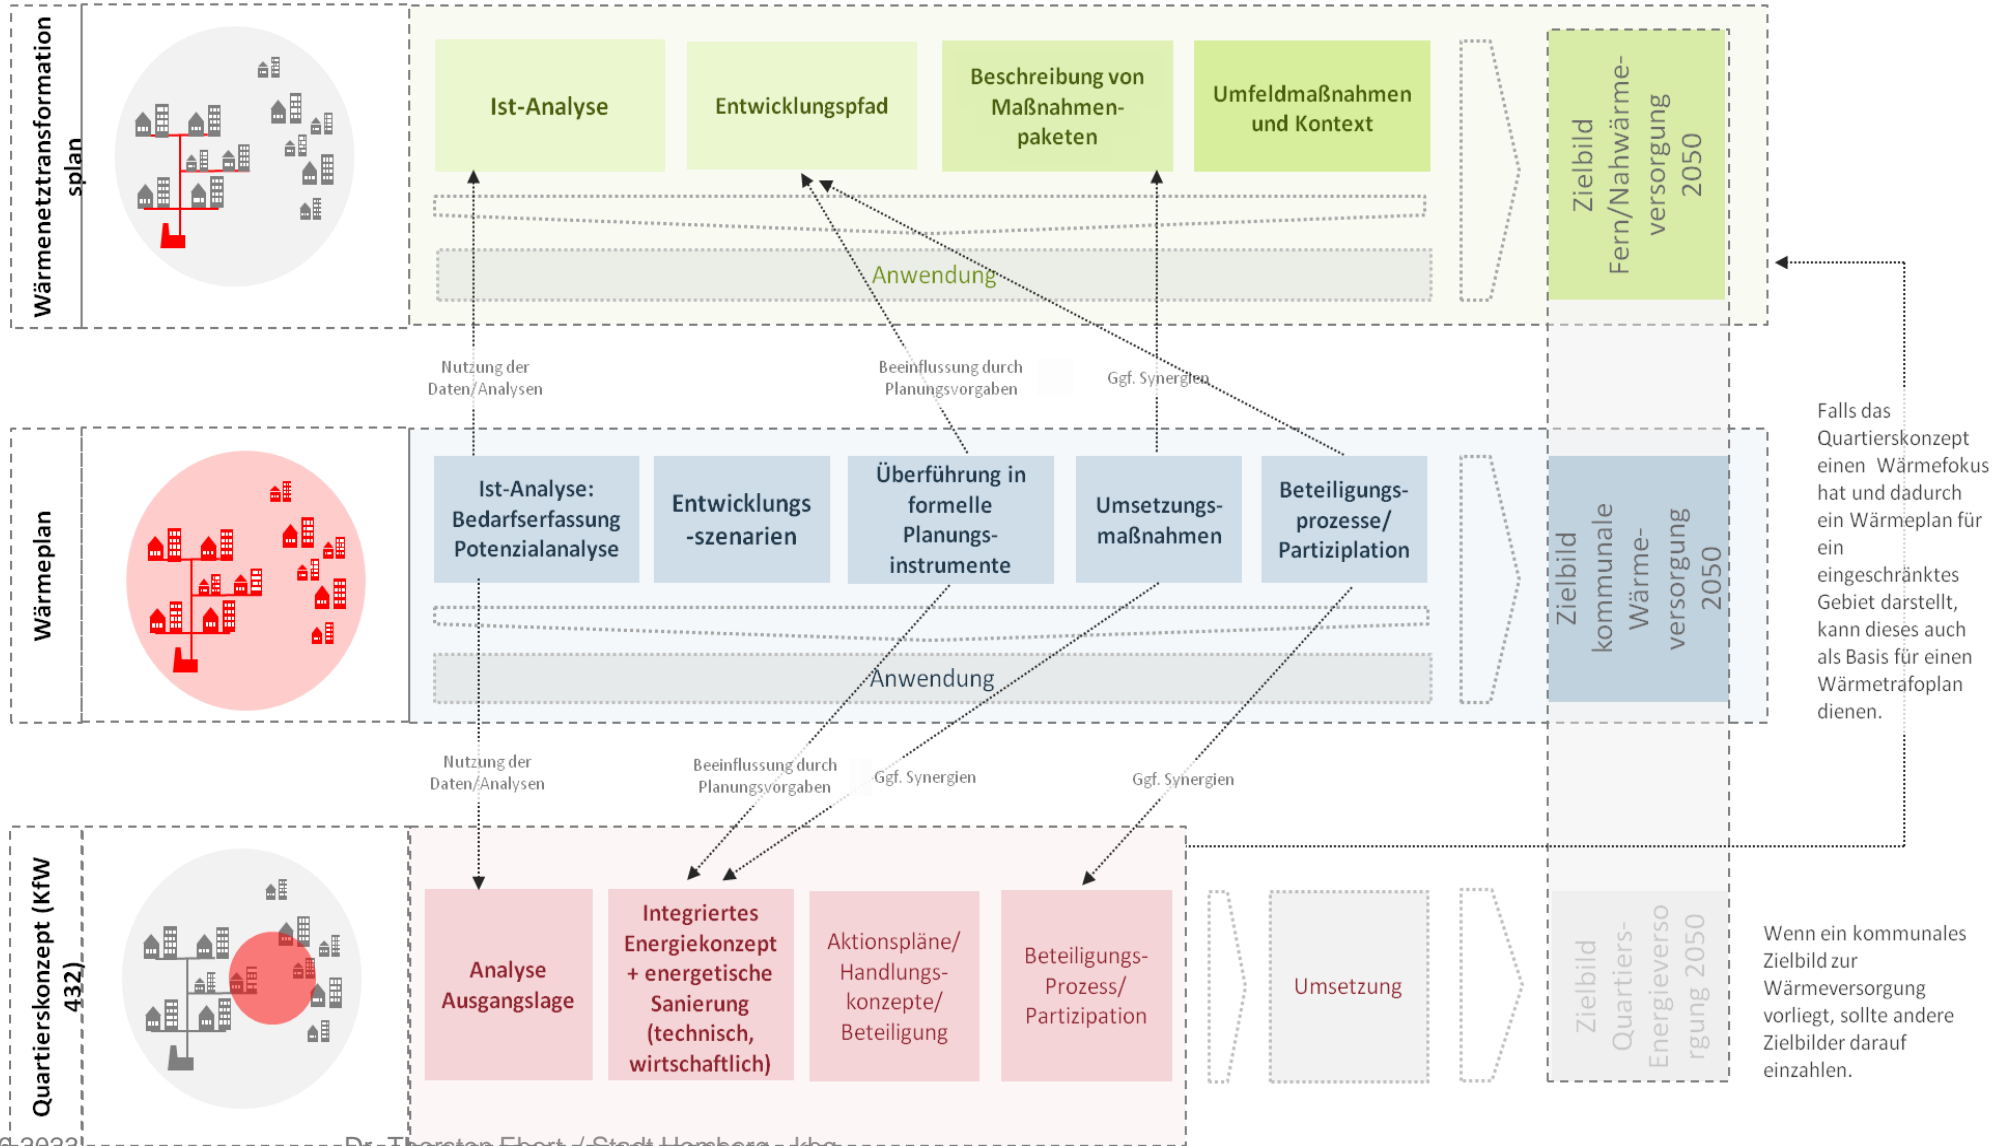 Wärmenetztransformation
splan
Ist-Analyse
Entwicklungspfad
Beschreibung von
Maßnahmen-
paketen
Umfeldmaßnahmen
und Kontext
Anwendung
Zielbild
Fern/Nahwärme-
versorgung
2050
Nutzung der
Daten/Analysen
Beeinflussung durch
Planungsvorgaben
Ggf. Synergien
Wärmeplan
Ist-Analyse:
Bedarfserfassung
Potenzialanalyse
Entwicklungs
-szenarien
Überführung in
formelle
Planungs-
instrumente
Umsetzungs-
maßnahmen
Beteiligungs-
prozesse/
Partiziplation
Anwendung
Zielbild
kommunale
Wärme-
versorgung
2050
Falls das
Quartierskonzept
einen Wärmefokus
hat und dadurch
ein Wärmeplan für
ein
eingeschränktes
Gebiet darstellt,
kann dieses auch
als Basis für einen
Wärmetrafoplan
dienen.
Nutzung der
Daten/Analysen
Beeinflussung durch
Planungsvorgaben
Ggf. Synergien
Ggf. Synergien
Quartierskonzept (KfW
432)
Analyse
Ausgangslage
Integriertes
Energiekonzept
+ energetische
Sanierung
(technisch,
wirtschaftlich)
Aktionspläne/
Handlungs-
konzepte/
Beteiligung
Beteiligungs-
Prozess/
Partizipation
Umsetzung
Zielbild
Quartiers-
Energieverso
rgung 2050
Wenn ein kommunales
Zielbild zur
Wärmeversorgung
vorliegt, sollte andere
Zielbilder darauf
einzahlen.
Dr. Thorsten Ebert / Stadt Homberg - kbg